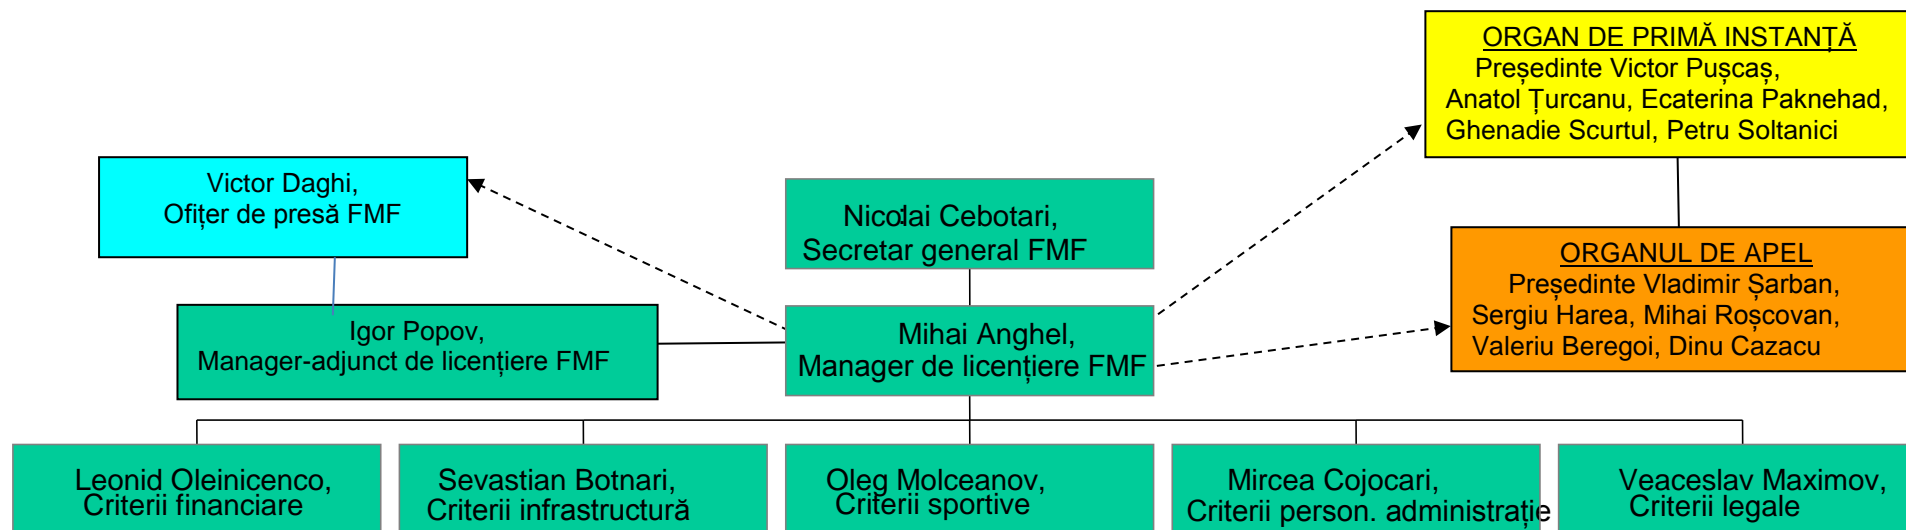 ORGAN DE PRIMĂ INSTANȚĂ
Președinte Victor Pușcaș,
Anatol Țurcanu, Ecaterina Paknehad,
Ghenadie Scurtul, Petru Soltanici
Victor Daghi,
Ofițer de presă FMF
Nicolai Cebotari,
Secretar general FMF
ORGANUL DE APEL
Președinte Vladimir Șarban,
Sergiu Harea, Mihai Roșcovan,
Valeriu Beregoi, Dinu Cazacu
Igor Popov,
Manager-adjunct de licențiere FMF
Mihai Anghel,
Manager de licențiere FMF
Leonid Oleinicenco,
Criterii financiare
Sevastian Botnari,
Criterii infrastructură
Oleg Molceanov,
Criterii sportive
Mircea Cojocari,
Criterii person. administrație
Veaceslav Maximov,
Criterii legale